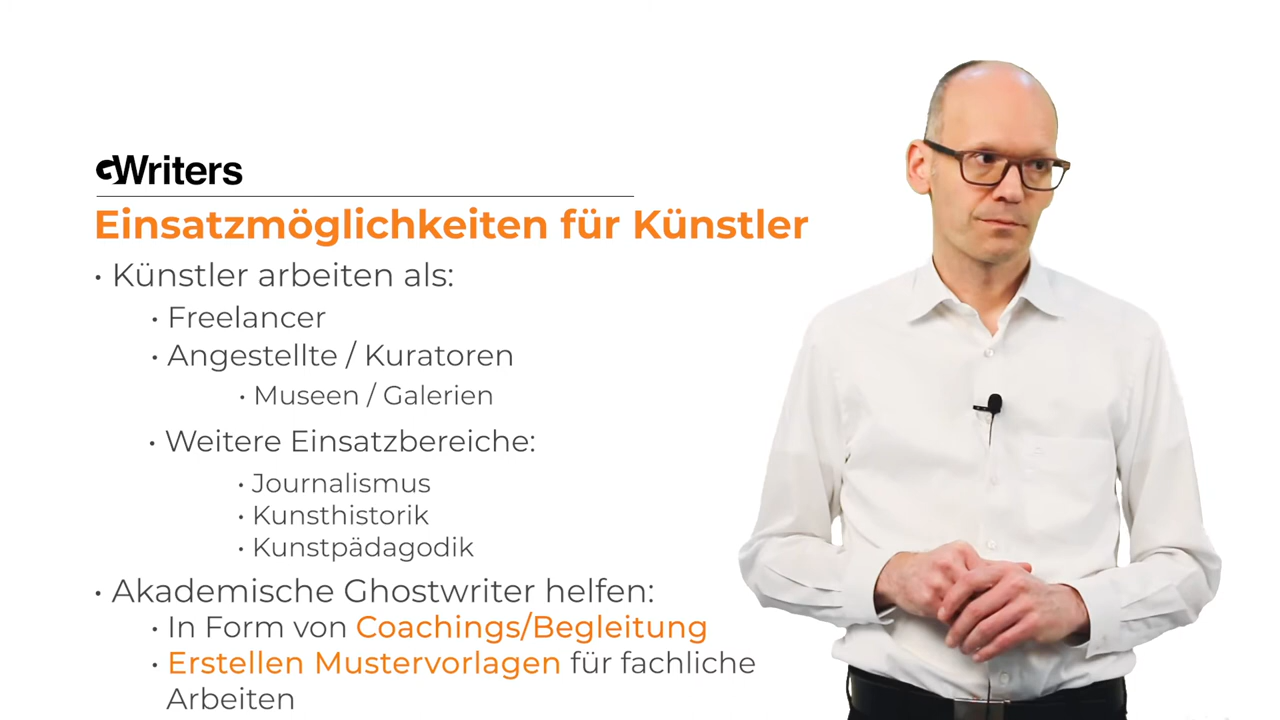 GWriters
Einsatzmöglichkeiten für Künstler
• Künstler arbeiten als:
• Freelancer
• Angestellte / Kuratoren
• Museen / Galerien
• Weitere Einsatzbereiche:
• Journalismus
• Kunsthistorik
• Kunstpädagodik
• Akademische Ghostwriter helfen:
• In Form von Coachings/Begleitung
• Erstellen Mustervorlagen für fachliche
Arbeiten